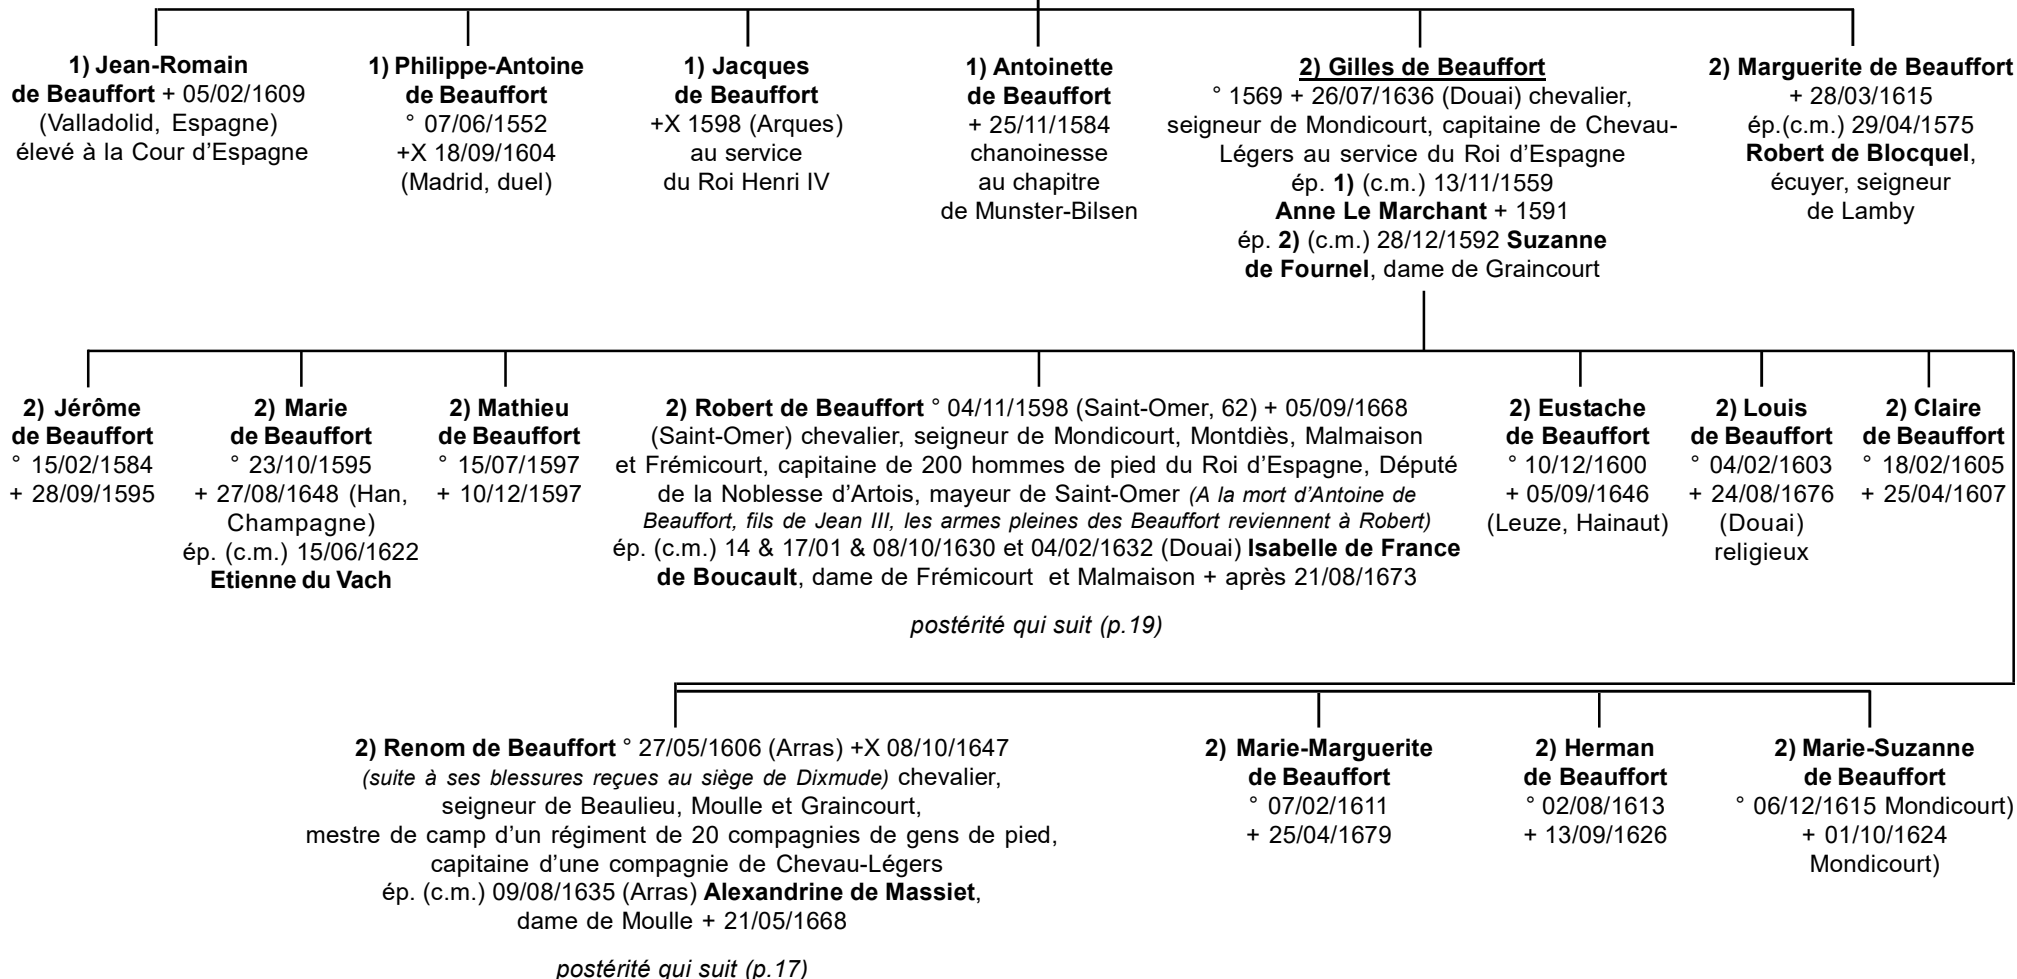 1) Jean-Romain
de Beauffort + 05/02/1609
(Valladolid, Espagne)
élevé à la Cour d’Espagne
1) Philippe-Antoine
de Beauffort
° 07/06/1552
+X 18/09/1604
(Madrid, duel)
1) Jacques
de Beauffort
+X 1598 (Arques)
au service
du Roi Henri IV
1) Antoinette
de Beauffort
+ 25/11/1584
chanoinesse
au chapitre
de Munster-Bilsen
2) Gilles de Beauffort
° 1569 + 26/07/1636 (Douai) chevalier,
seigneur de Mondicourt, capitaine de Chevau-
Légers au service du Roi d’Espagne
ép. 1) (c.m.) 13/11/1559
Anne Le Marchant + 1591
ép. 2) (c.m.) 28/12/1592 Suzanne
de Fournel, dame de Graincourt
2) Marguerite de Beauffort
+ 28/03/1615
ép.(c.m.) 29/04/1575
Robert de Blocquel,
écuyer, seigneur
de Lamby
2) Jérôme
de Beauffort
° 15/02/1584
+ 28/09/1595
2) Marie
de Beauffort
° 23/10/1595
+ 27/08/1648 (Han,
Champagne)
ép. (c.m.) 15/06/1622
Etienne du Vach
2) Mathieu
de Beauffort
° 15/07/1597
+ 10/12/1597
2) Robert de Beauffort ° 04/11/1598 (Saint-Omer, 62) + 05/09/1668
(Saint-Omer) chevalier, seigneur de Mondicourt, Montdiès, Malmaison
et Frémicourt, capitaine de 200 hommes de pied du Roi d’Espagne, Député
de la Noblesse d’Artois, mayeur de Saint-Omer (A la mort d’Antoine de
Beauffort, fils de Jean III, les armes pleines des Beauffort reviennent à Robert)
ép. (c.m.) 14 & 17/01 & 08/10/1630 et 04/02/1632 (Douai) Isabelle de France
de Boucault, dame de Frémicourt et Malmaison + après 21/08/1673
postérité qui suit (p.19)
2) Eustache
de Beauffort
° 10/12/1600
+ 05/09/1646
(Leuze, Hainaut)
2) Louis
de Beauffort
° 04/02/1603
+ 24/08/1676
(Douai)
religieux
2) Claire
de Beauffort
° 18/02/1605
+ 25/04/1607
2) Renom de Beauffort ° 27/05/1606 (Arras) +X 08/10/1647
(suite à ses blessures reçues au siège de Dixmude) chevalier,
seigneur de Beaulieu, Moulle et Graincourt,
mestre de camp d’un régiment de 20 compagnies de gens de pied,
capitaine d’une compagnie de Chevau-Légers
ép. (c.m.) 09/08/1635 (Arras) Alexandrine de Massiet,
dame de Moulle + 21/05/1668
postérité qui suit (p.17)
2) Marie-Marguerite
de Beauffort
° 07/02/1611
+ 25/04/1679
2) Herman
de Beauffort
° 02/08/1613
+ 13/09/1626
2) Marie-Suzanne
de Beauffort
° 06/12/1615 Mondicourt)
+ 01/10/1624
Mondicourt)